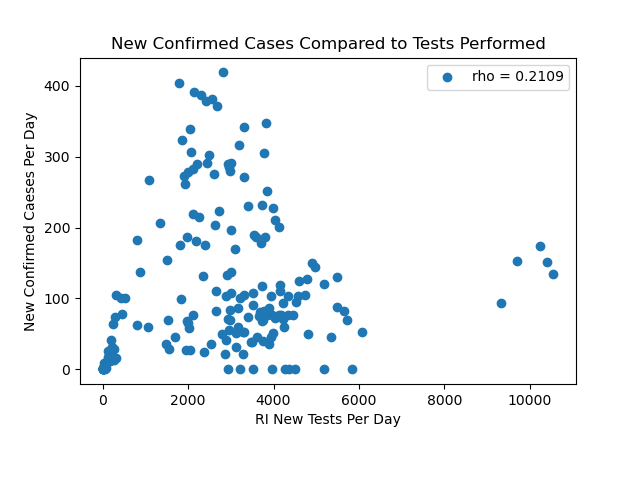 New Confirmed Cases Compared to Tests Performed
rho = 0.2109
400
300
200
100
0
New Confirmed Caeses Per Day
0 2000 4000 6000 8000 10000
RI New Tests Per Day